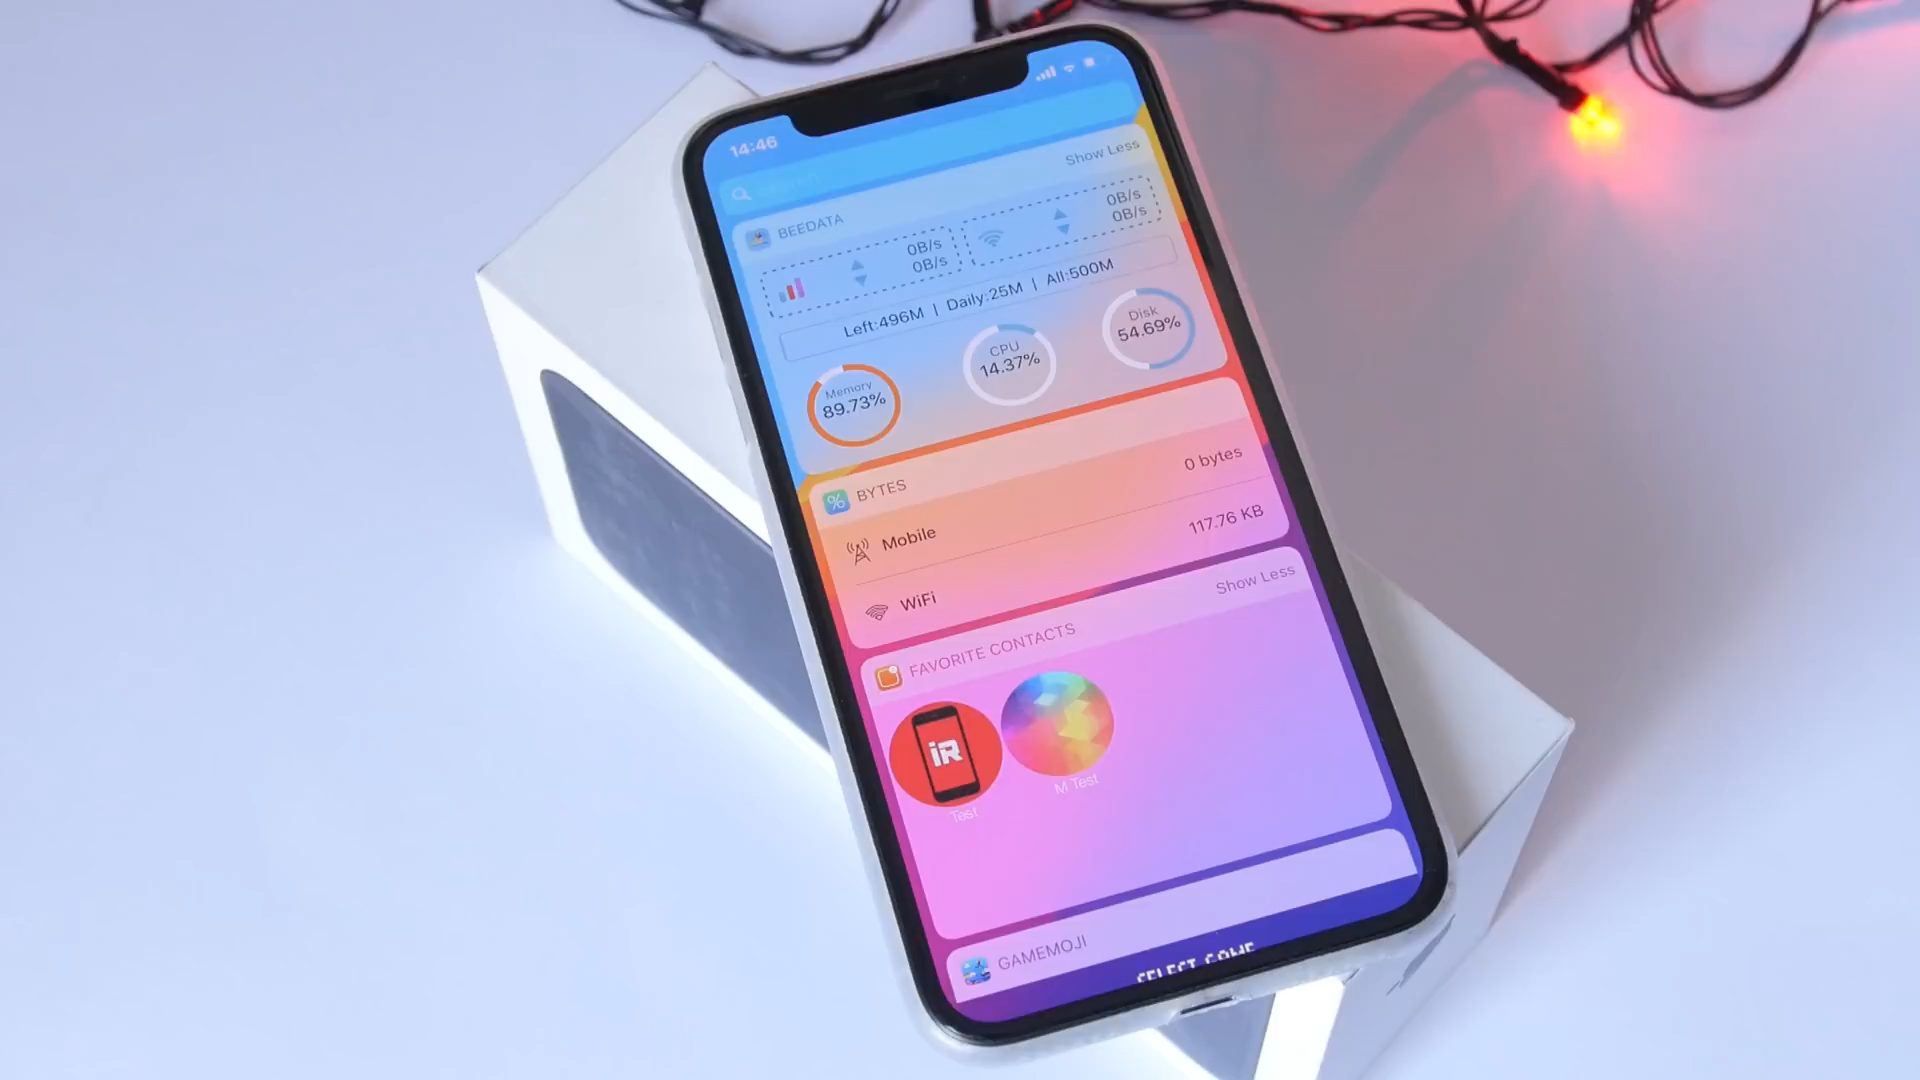 14:46
Show Less
BEEDATA
0B/s
0B/s
0B/s
0B/s
Left:496M | Daily:25M | All:500M
Memory
89.73%
CPU
14.37%
Disk
54.69%
BYTES
Mobile
0 bytes
WiFi
117.76 KB
FAVORITE CONTACTS
Show Less
iR
Test
M Test
GAMEMOJI
SELECT GAME